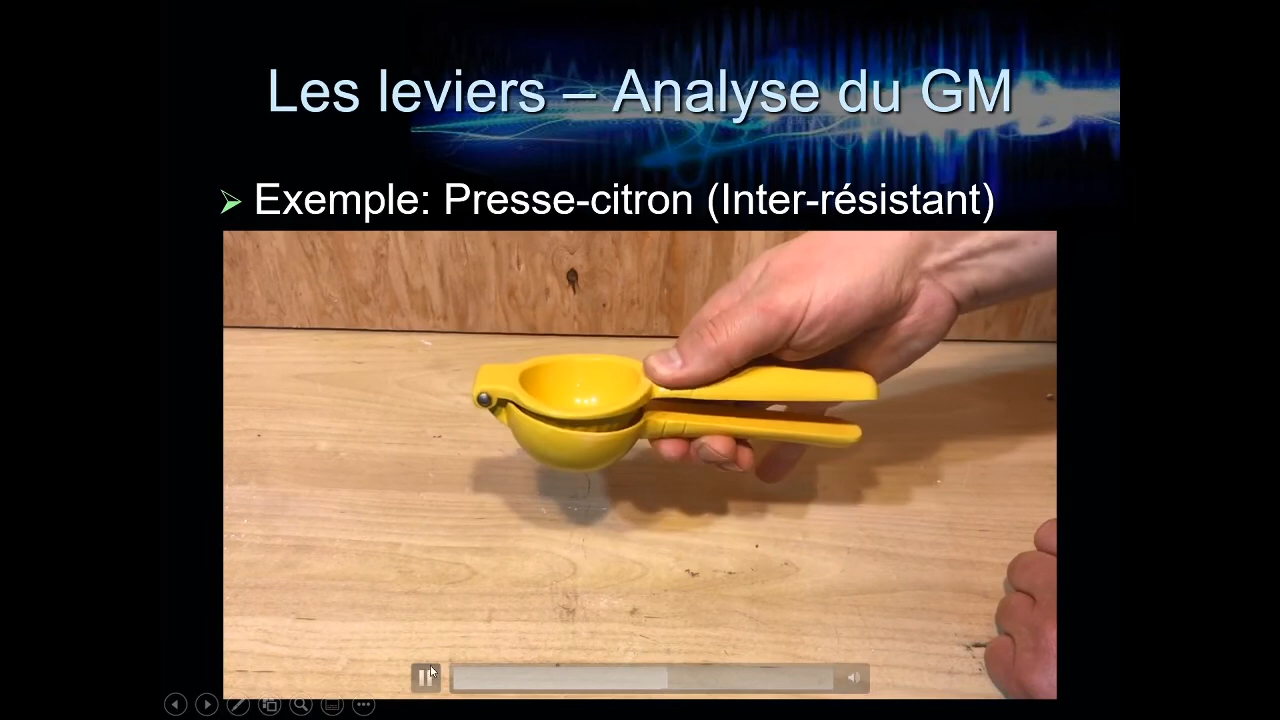 Les leviers – Analyse du GM
Exemple: Presse-citron (Inter-résistant)